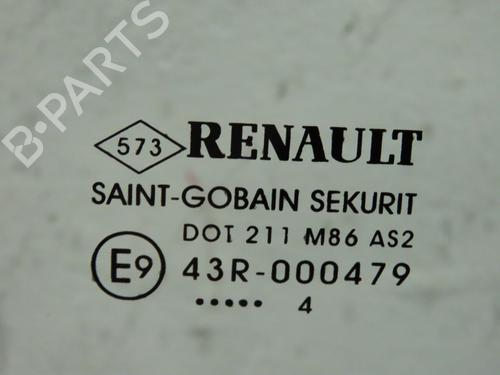 B-PARTS
573 RENAULT
SAINT-GOBAIN SEKURIT
DOT 211 M86 AS2
E9 43R-000479
..... 4